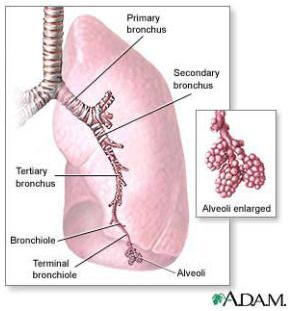 Primary
bronchus
Secondary
bronchus
Tertiary
bronchus
Alveoli enlarged
Bronchiole
Terminal
bronchiole
Alveoli
ADAM.